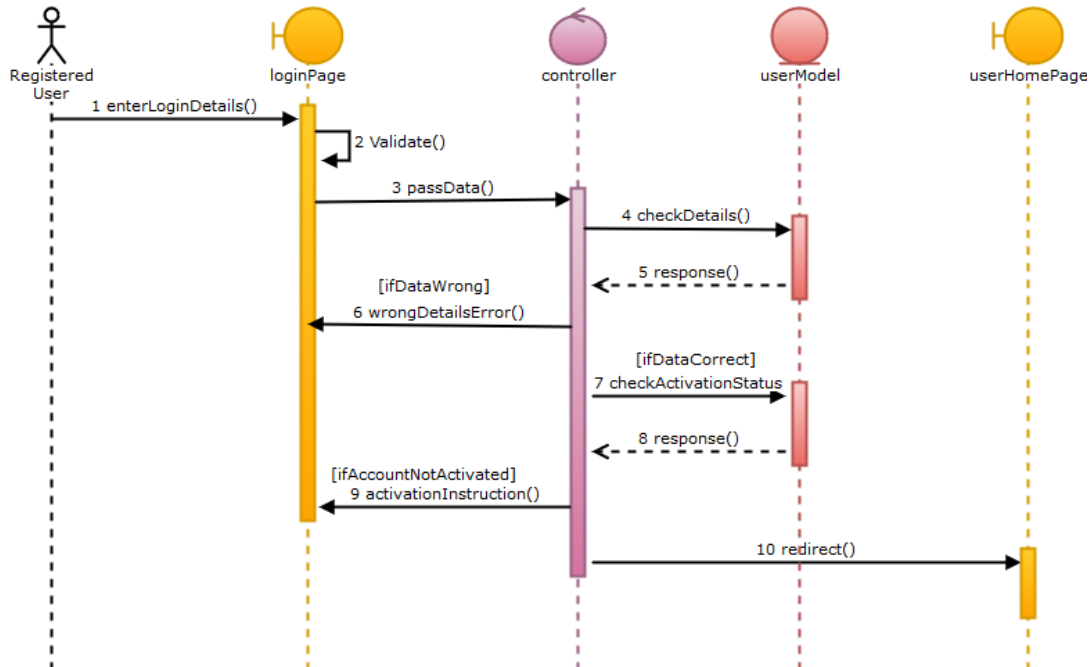 Registered
User
loginPage
controller
userModel
userHomePage
1 enterLoginDetails()
2 Validate()
3 passData()
4 checkDetails()
5 response()
[ifDataWrong]
6 wrongDetailsError()
[ifDataCorrect]
7 checkActivationStatus
8 response()
[ifAccountNotActivated]
9 activationInstruction()
10 redirect()